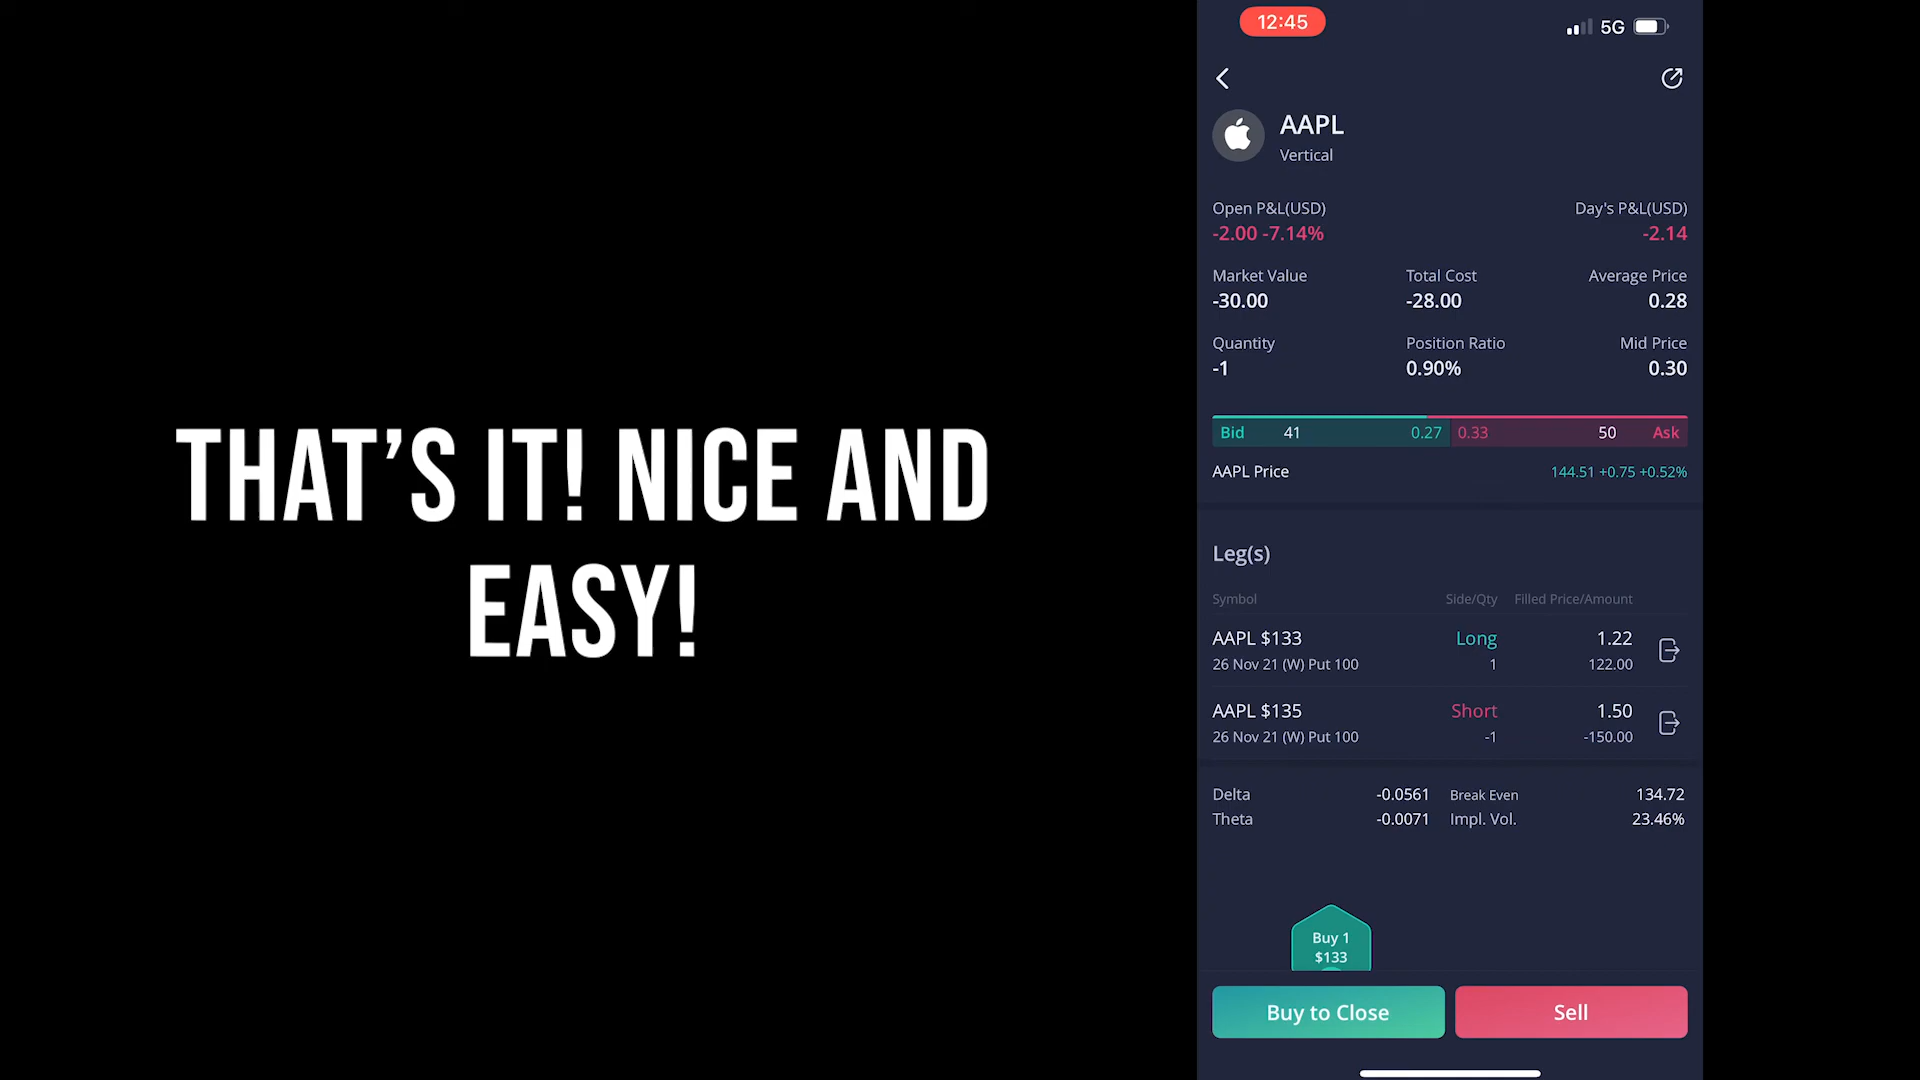 THAT'S IT! NICE AND
EASY!
12:45
5G
AAPL
Vertical
Open P&L(USD) Day's P&L(USD)
-2.00 -7.14% -2.14
Market Value Total Cost Average Price
-30.00 -28.00 0.28
Quantity Position Ratio Mid Price
-1 0.90% 0.30
Bid 41 0.27 0.33 50 Ask
AAPL Price 144.51 +0.75 +0.52%
Leg(s)
Symbol Side/Qty Filled Price/Amount
AAPL $133 Long 1.22
26 Nov 21 (W) Put 100 1 122.00
AAPL $135 Short 1.50
26 Nov 21 (W) Put 100 -1 -150.00
Delta -0.0561 Break Even 134.72
Theta -0.0071 Impl. Vol. 23.46%
Buy 1
$133
Buy to Close Sell